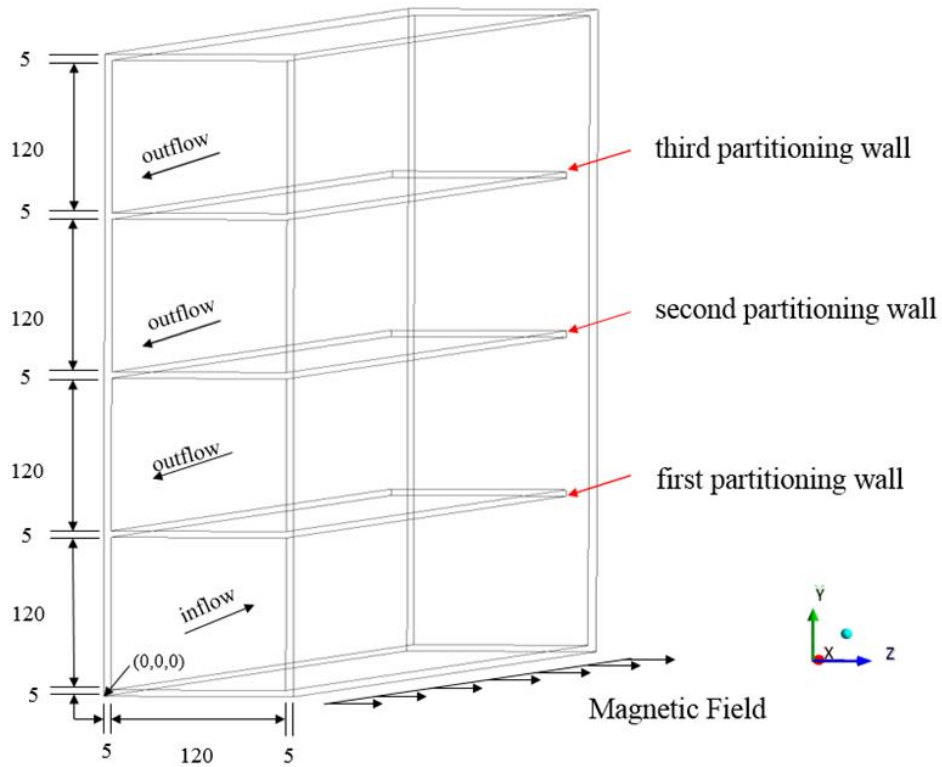 5
120
outflow
third partitioning wall
5
120
outflow
second partitioning wall
5
120
outflow
first partitioning wall
5
120
inflow
Y
(0,0,0)
X
Z
5
Magnetic Field
5
120
5